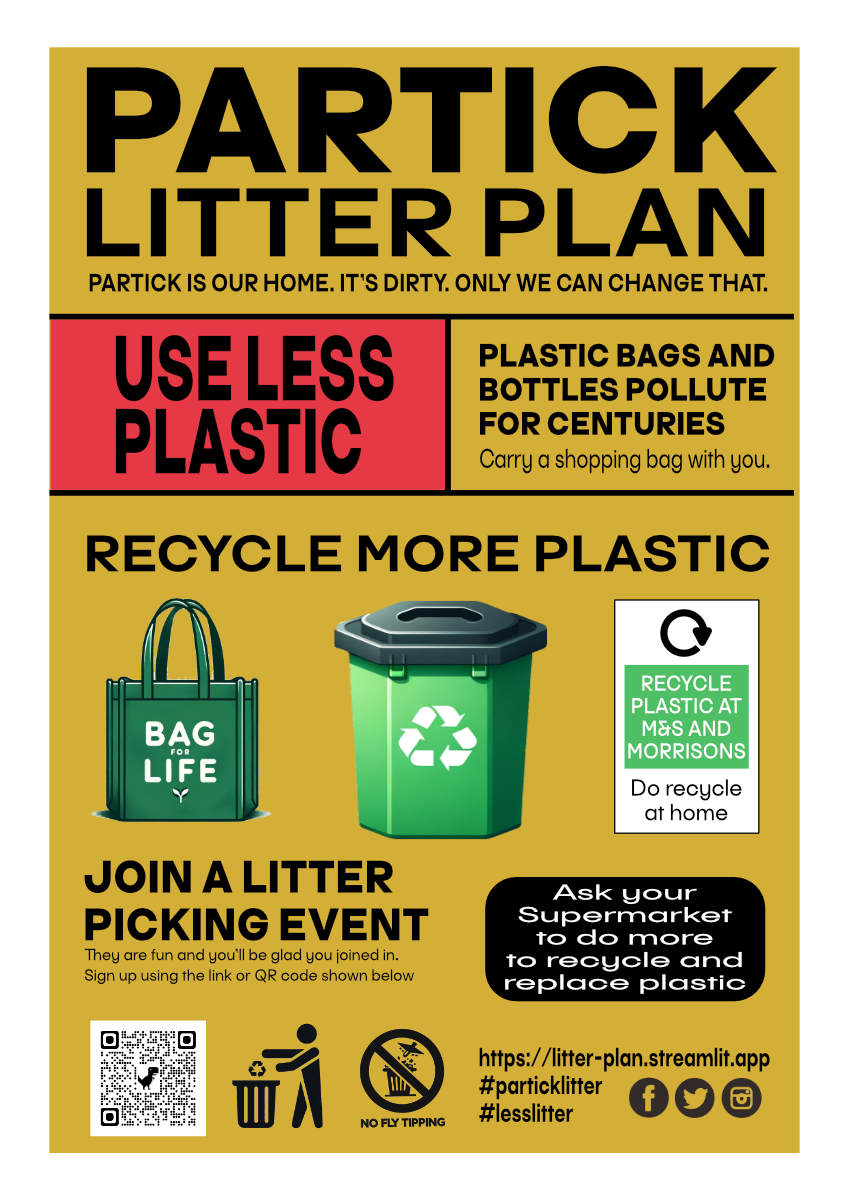 PARTICK
LITTER PLAN
PARTICK IS OUR HOME. IT'S DIRTY. ONLY WE CAN CHANGE THAT.
USE LESS
PLASTIC
PLASTIC BAGS AND
BOTTLES POLLUTE
FOR CENTURIES
Carry a shopping bag with you.
RECYCLE MORE PLASTIC
BAG
FOR
LIFE
RECYCLE
PLASTIC AT
M&S AND
MORRISONS
Do recycle
at home
JOIN A LITTER
PICKING EVENT
They are fun and you'll be glad you joined in.
Sign up using the link or QR code shown below
Ask your
Supermarket
to do more
to recycle and
replace plastic
NO FLY TIPPING
https://litter-plan.streamlit.app
#particklitter
#lesslitter